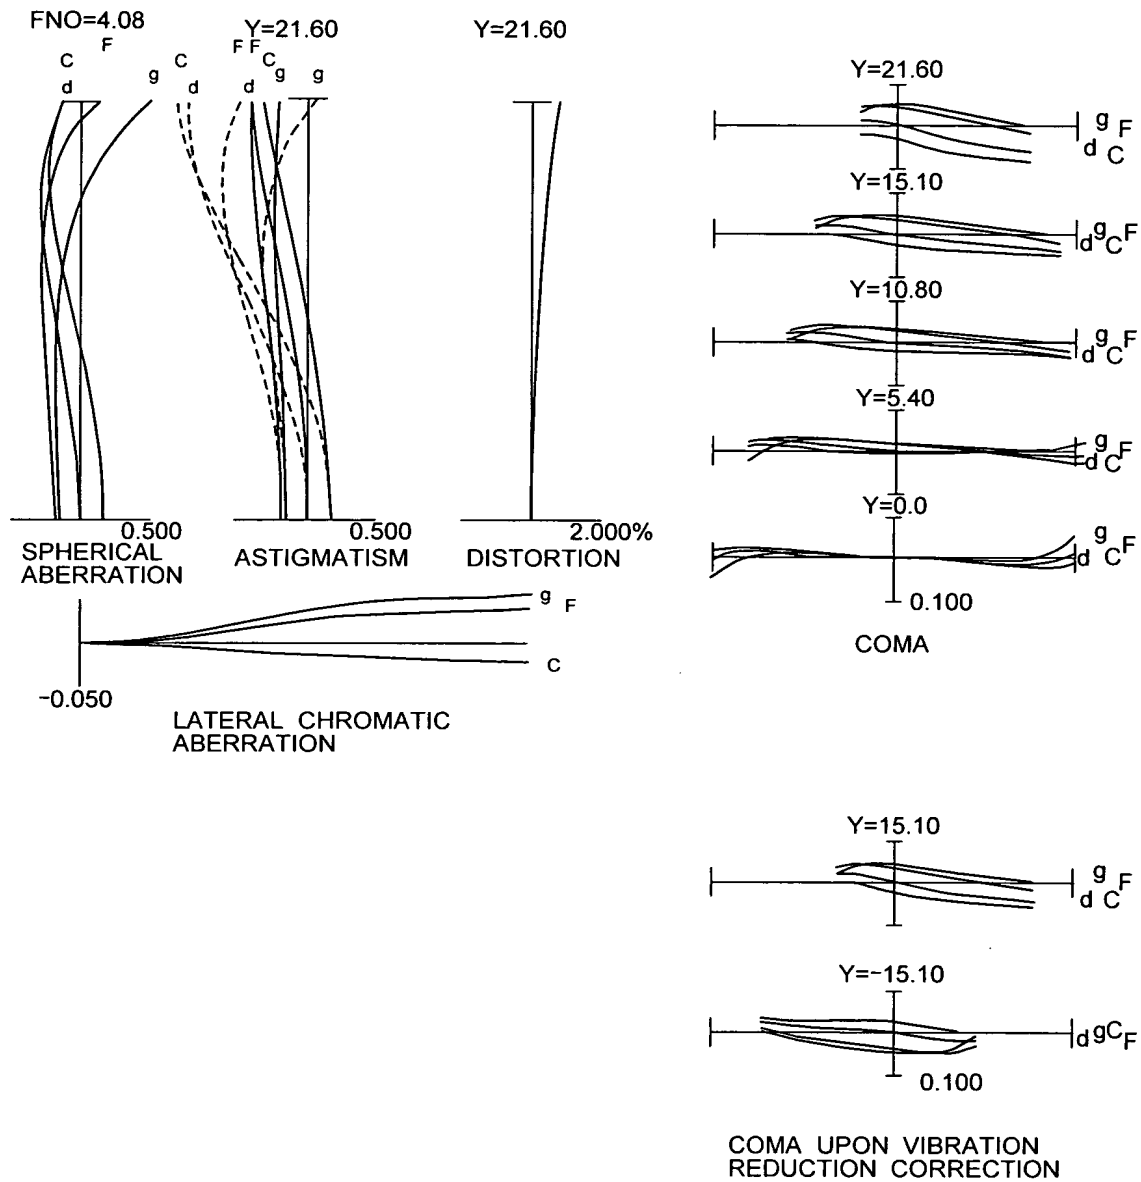 FNO=4.08
F
C
d
g
Y=21.60
C
d
F F
C
d
g
g
Y=21.60
0.500
SPHERICAL
ABERRATION
0.500
ASTIGMATISM
2.000%
DISTORTION
g
F
C
-0.050
LATERAL CHROMATIC
ABERRATION
Y=21.60
g F
d C
Y=15.10
g F
d C
Y=10.80
g F
d C
Y=5.40
g F
d C
Y=0.0
g F
d C
0.100
COMA
Y=15.10
g F
d C
Y=-15.10
d g C F
0.100
COMA UPON VIBRATION
REDUCTION CORRECTION